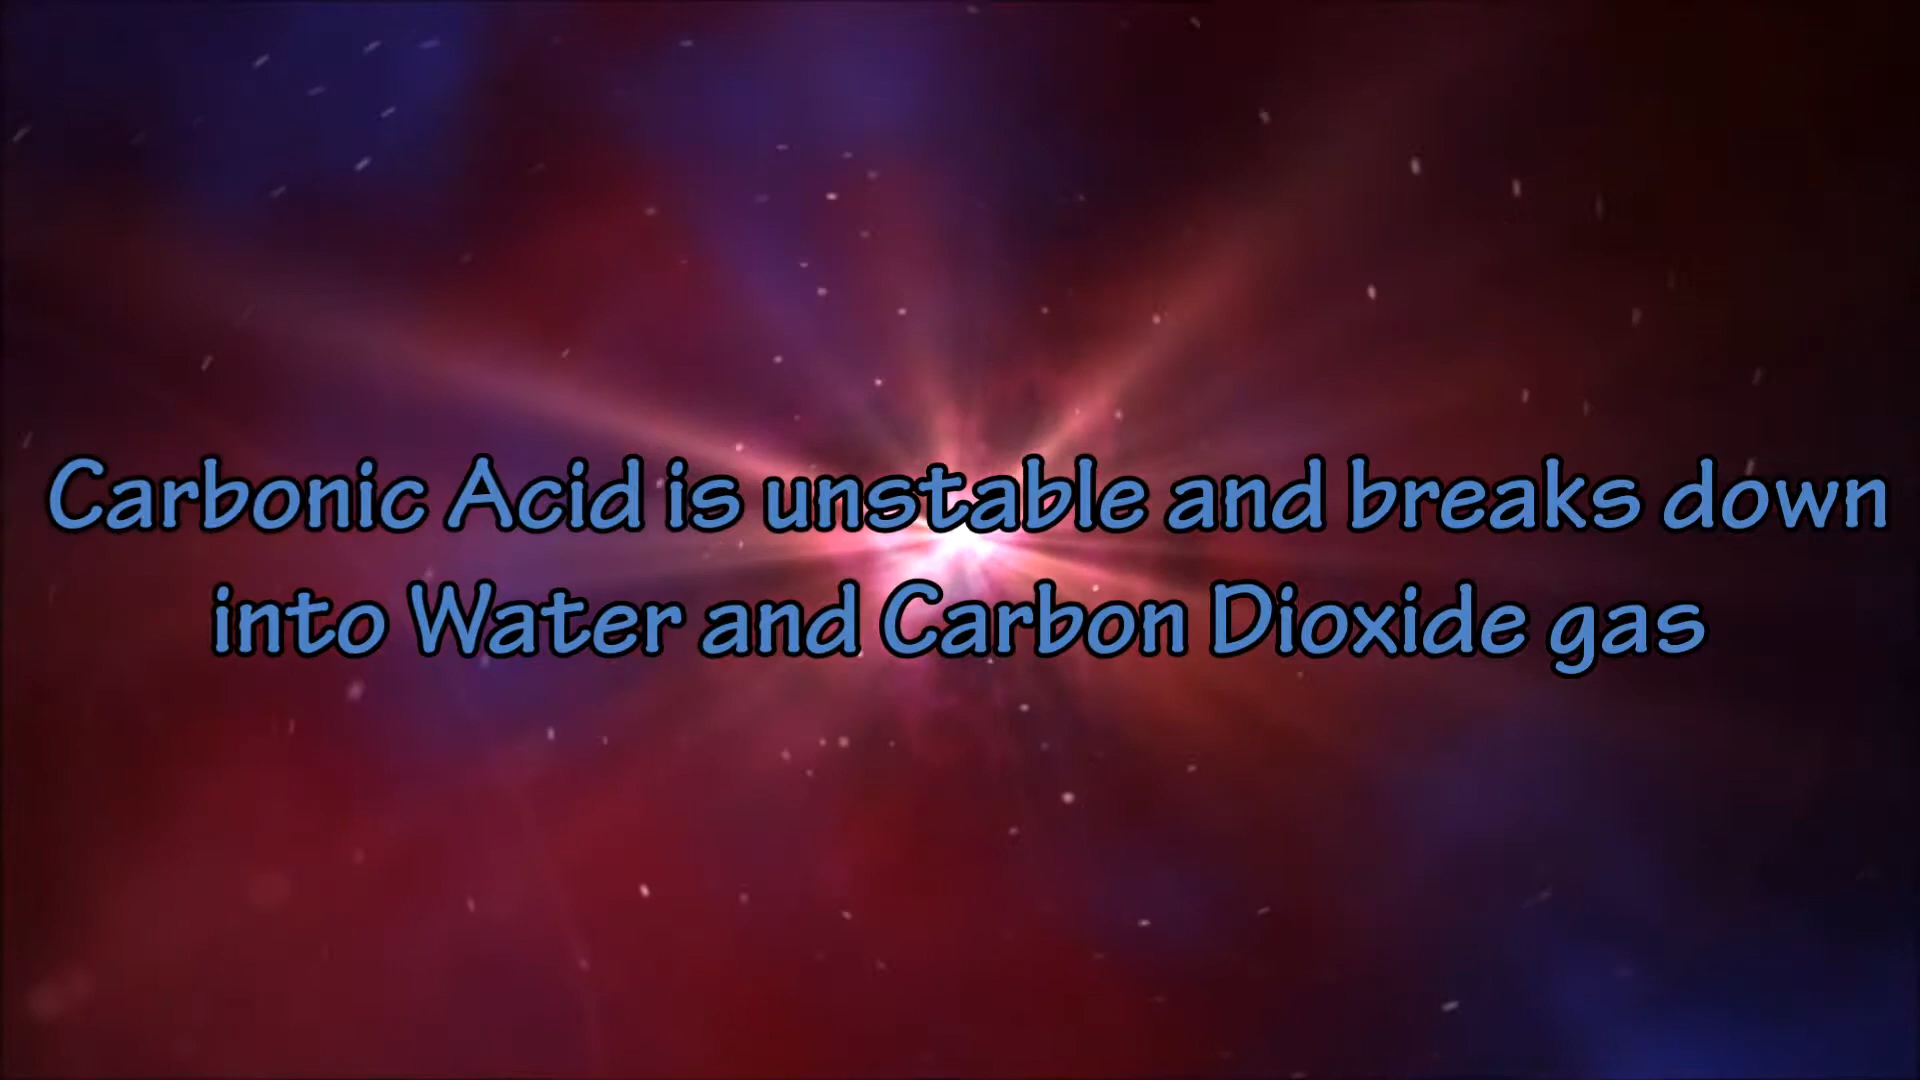 Carbonic Acid is unstable and breaks down
into Water and Carbon Dioxide gas